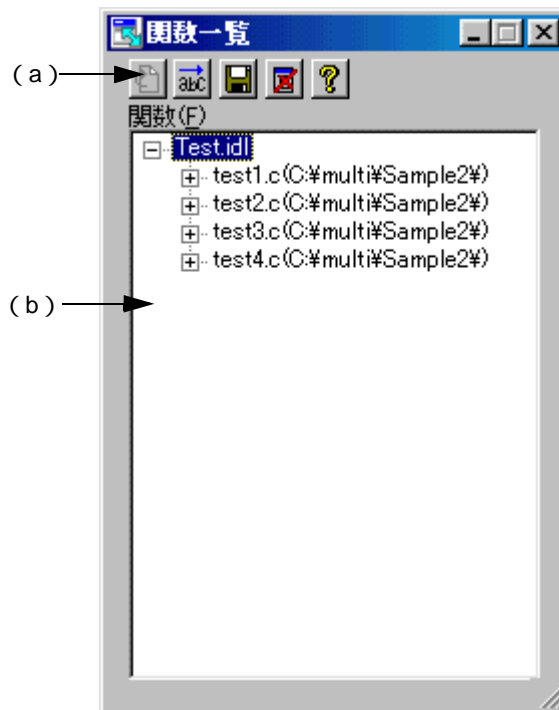 関数一覧
(a)
abc
関数(F)
Test.idl
test1.c(C:¥multi¥Sample2¥)
test2.c(C:¥multi¥Sample2¥)
test3.c(C:¥multi¥Sample2¥)
test4.c(C:¥multi¥Sample2¥)
(b)